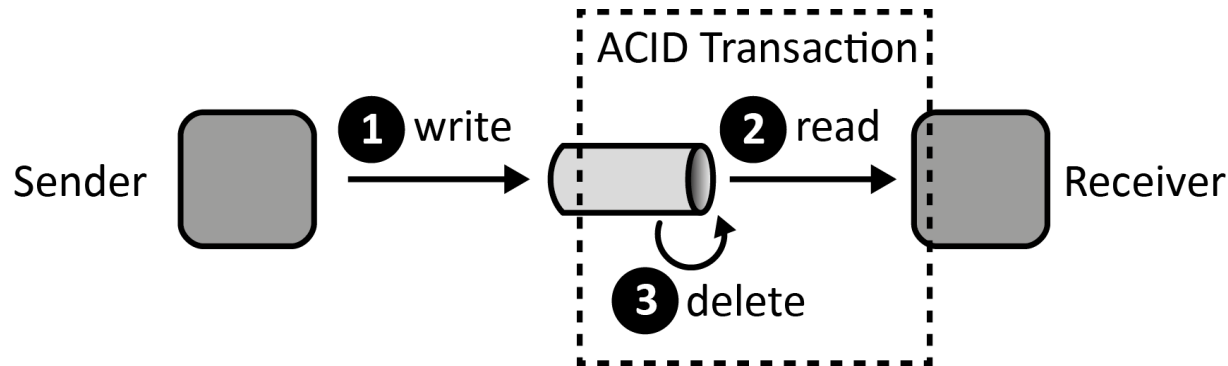 ACID Transaction
1 write
2 read
Sender
Receiver
3 delete